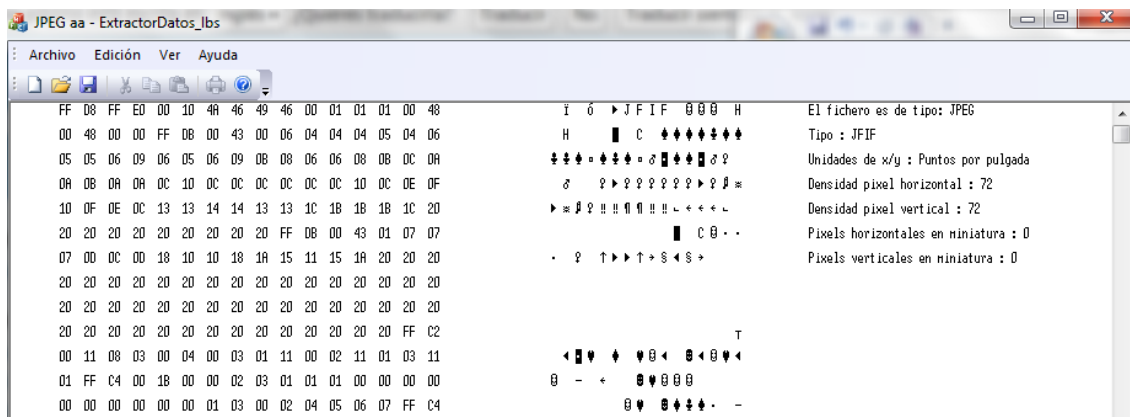 JPEG aa - ExtractorDatos_lbs
Archivo Edición Ver Ayuda
FF D8 FF E0 00 10 4A 46 49 46 00 01 01 01 00 48 ï ó ►JFIF H El fichero es de tipo: JPEG
00 48 00 00 FF DB 00 43 00 06 04 04 04 05 04 06 H █ C ♠♠♠♠♠♠♠ Tipo : JFIF
05 05 06 09 06 05 06 09 0B 08 06 06 08 0B 0C 0A Unidades de x/y : Puntos por pulgada
0A 0B 0A 0A 0C 10 0C 0C 0C 0C 0C 0C 10 0C 0E 0F Densidad pixel horizontal : 72
10 0F 0E 0C 13 13 14 14 13 13 1C 1B 1B 1B 1C 20 Densidad pixel vertical : 72
20 20 20 20 20 20 20 20 FF DB 00 43 01 07 07 █ C Pixels horizontales en miniatura : 0
07 0D 0C 0D 18 10 10 18 1A 15 11 15 1A 20 20 20 Pixels verticales en miniatura : 0
20 20 20 20 20 20 20 20 20 20 20 20 20 20 20 20
20 20 20 20 20 20 20 20 20 20 20 20 20 20 20 20
20 20 20 20 20 20 20 20 20 20 20 20 20 20 FF C2 T
00 11 08 03 00 04 00 03 01 11 00 02 11 01 03 11
01 FF C4 00 1B 00 00 02 03 01 01 01 00 00 00 00
00 00 00 00 00 00 01 03 00 02 04 05 06 07 FF C4